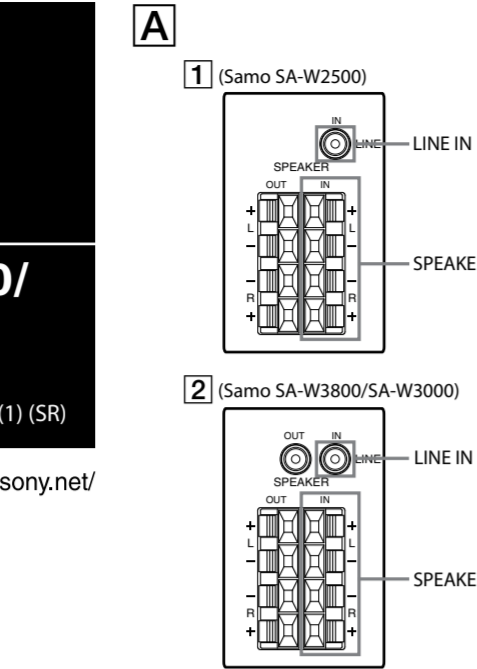 0/
(1) (SR)
sony.net/
A
1 (Samo SA-W2500)
IN
LINE
LINE IN
SPEAKER
OUT IN
+ +
L L
− −
SPEAKE
− −
R R
+ +
2 (Samo SA-W3800/SA-W3000)
OUT IN
LINE
LINE IN
SPEAKER
OUT IN
+ +
L L
− −
SPEAKE
− −
R R
+ +